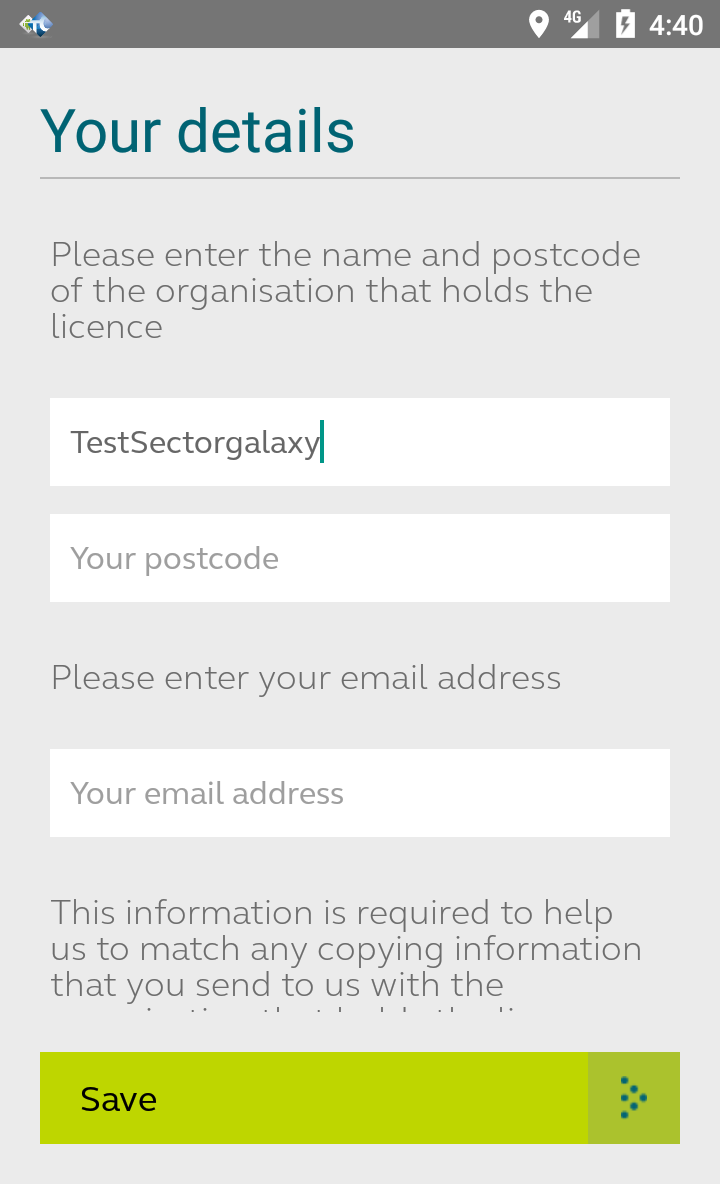 4G 4:40
Your details
Please enter the name and postcode
of the organisation that holds the
licence
TestSectorgalaxy
Your postcode
Please enter your email address
Your email address
This information is required to help
us to match any copying information
that you send to us with the
Save